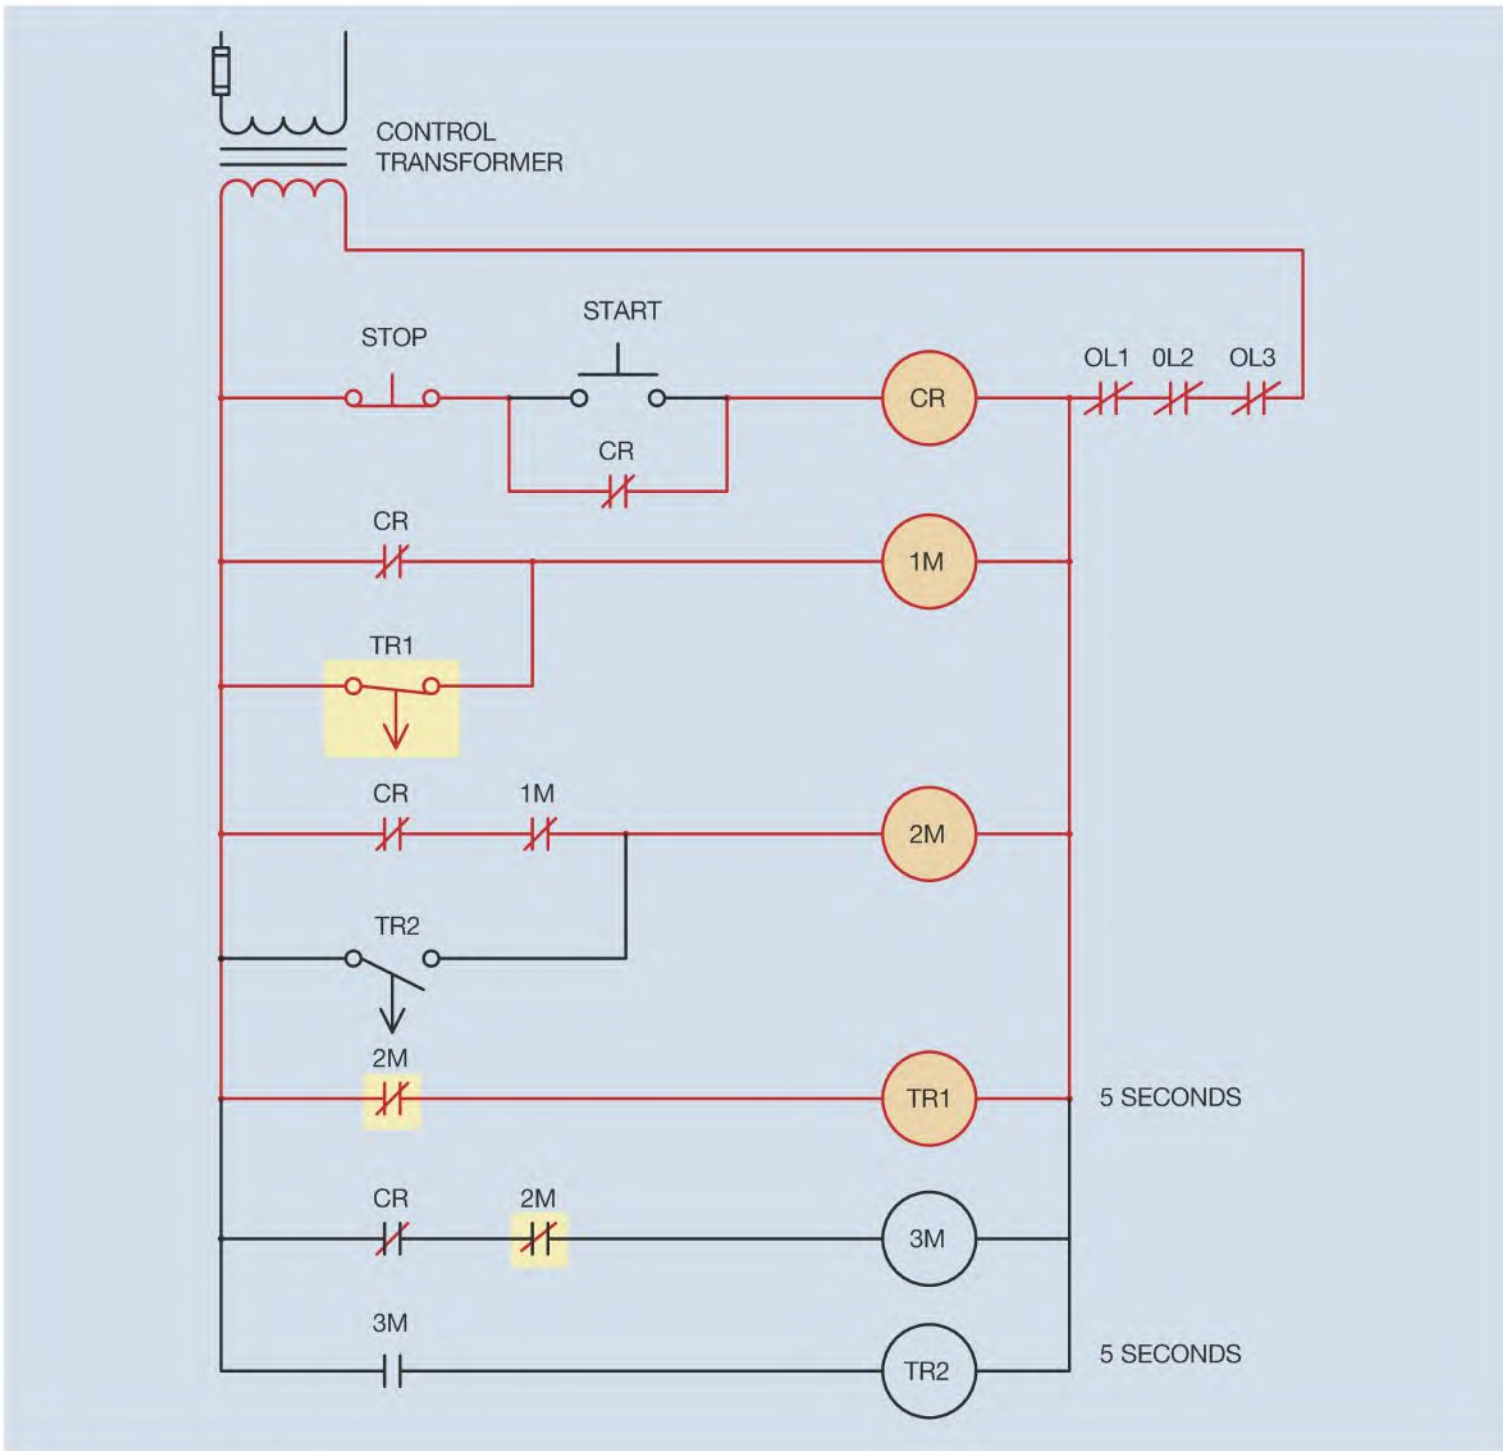 CONTROL
TRANSFORMER
START
STOP
OL1 0L2 OL3
CR
CR
CR
1M
TR1
CR 1M
2M
TR2
2M
TR1
5 SECONDS
CR 2M
3M
3M
TR2
5 SECONDS